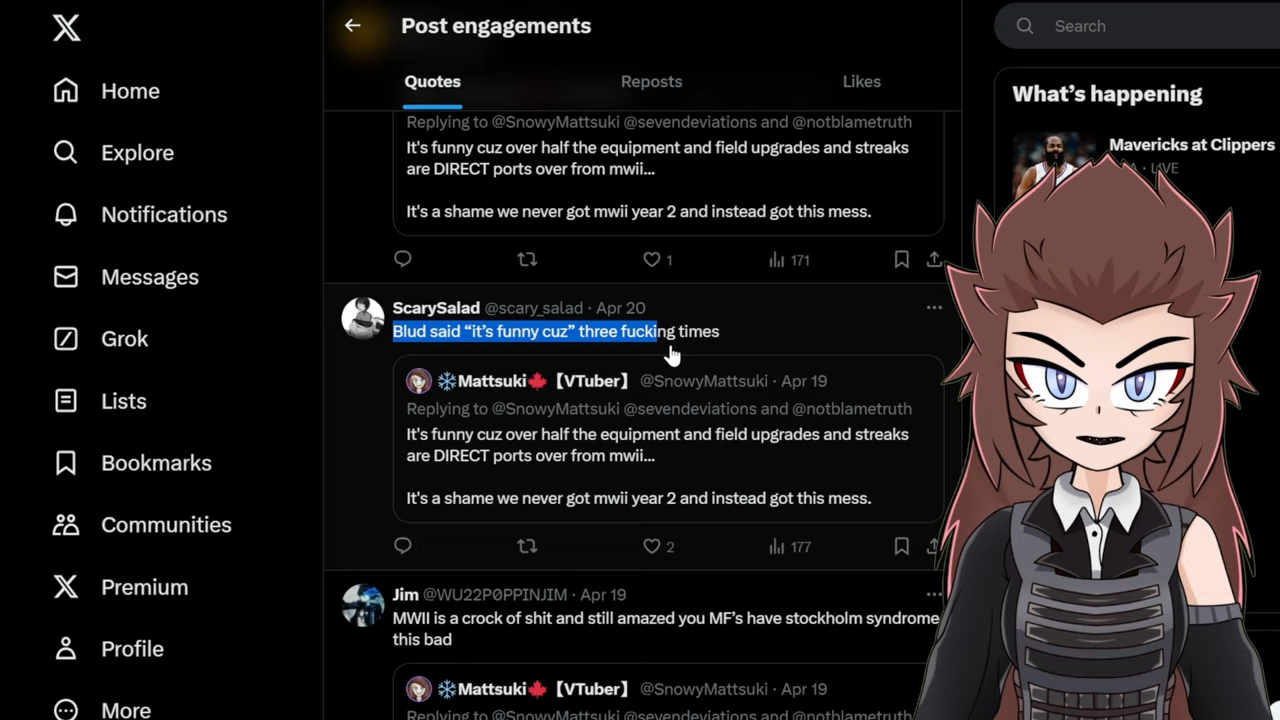 Post engagements
Search
Quotes
Reposts
Likes
Home
Explore
Notifications
Messages
Grok
Lists
Bookmarks
Communities
Premium
Profile
More
Replying to @SnowyMattsuki @sevendeviations and @notblametruth
It's funny cuz over half the equipment and field upgrades and streaks
are DIRECT ports over from mwii...
It's a shame we never got mwii year 2 and instead got this mess.
1
171
ScarySalad @scary_salad · Apr 20
Blud said “it’s funny cuz” three fucking times
❄️Mattsuki🍁【VTuber】 @SnowyMattsuki · Apr 19
Replying to @SnowyMattsuki @sevendeviations and @notblametruth
It's funny cuz over half the equipment and field upgrades and streaks
are DIRECT ports over from mwii...
It's a shame we never got mwii year 2 and instead got this mess.
2
177
Jim @WU22P0PPINJIM · Apr 19
MWII is a crock of shit and still amazed you MF’s have stockholm syndrome
this bad
❄️Mattsuki🍁【VTuber】 @SnowyMattsuki · Apr 19
Replying to @SnowyMattsuki @sevendeviations and @notblametruth
What’s happening
Mavericks at Clippers
· LIVE